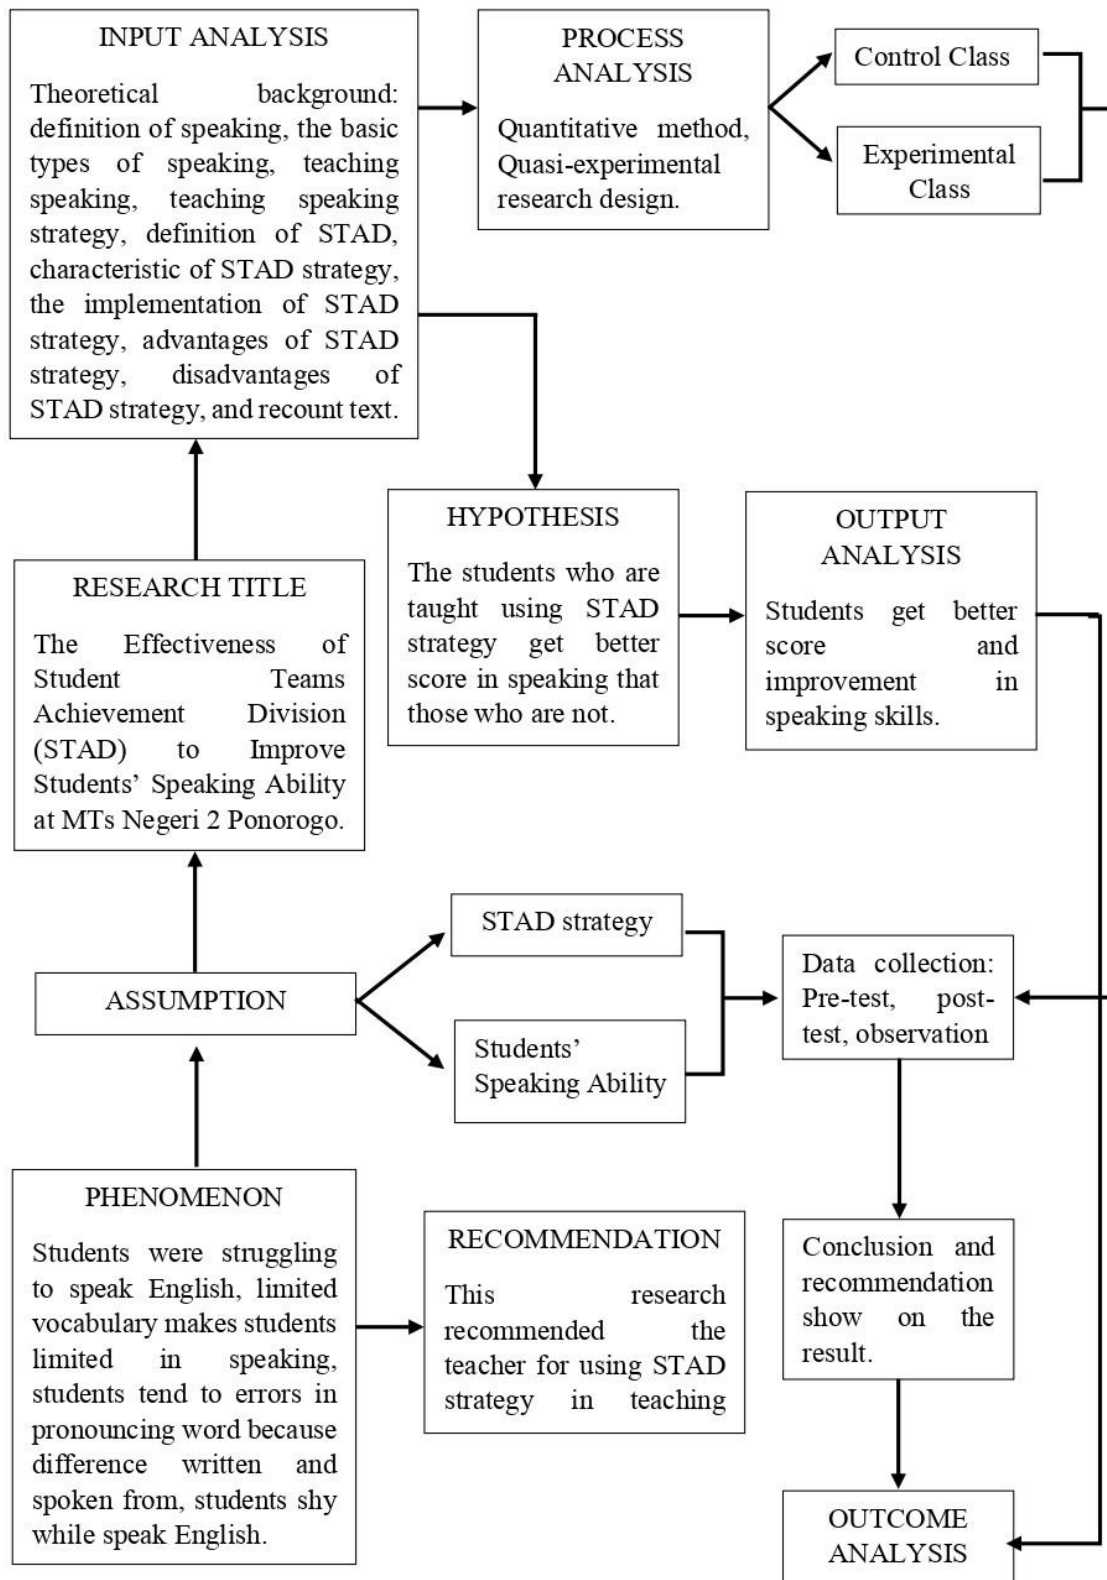 INPUT ANALYSIS
Theoretical background:
definition of speaking, the basic
types of speaking, teaching
speaking, teaching speaking
strategy, definition of STAD,
characteristic of STAD strategy,
the implementation of STAD
strategy, advantages of STAD
strategy, disadvantages of
STAD strategy, and recount text.
PROCESS
ANALYSIS
Quantitative method,
Quasi-experimental
research design.
Control Class
Experimental
Class
HYPOTHESIS
The students who are
taught using STAD
strategy get better
score in speaking that
those who are not.
OUTPUT
ANALYSIS
Students get better
score and
improvement in
speaking skills.
RESEARCH TITLE
The Effectiveness of
Student Teams
Achievement Division
(STAD) to Improve
Students’ Speaking Ability
at MTs Negeri 2 Ponorogo.
ASSUMPTION
STAD strategy
Students’
Speaking Ability
Data collection:
Pre-test, post-
test, observation
PHENOMENON
Students were struggling
to speak English, limited
vocabulary makes students
limited in speaking,
students tend to errors in
pronouncing word because
difference written and
spoken from, students shy
while speak English.
RECOMMENDATION
This research
recommended the
teacher for using STAD
strategy in teaching
Conclusion and
recommendation
show on the
result.
OUTCOME
ANALYSIS